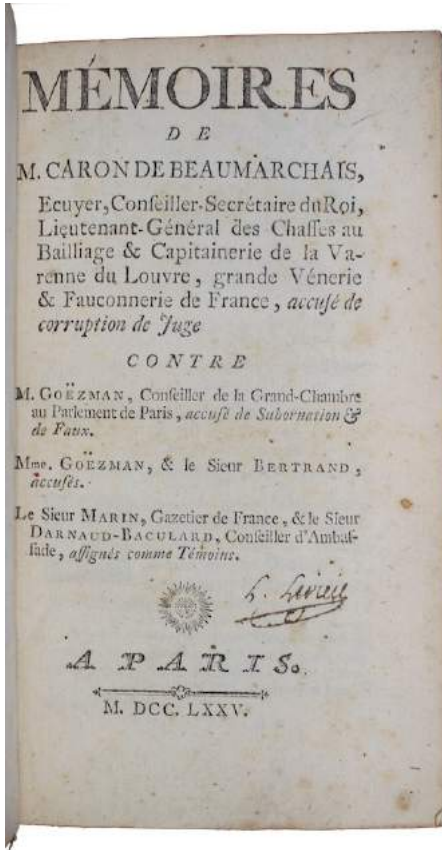 MÉMOIRES
DE
M. CARON DE BEAUMARCHAIS,
Ecuyer, Conſeiller-Secrétaire du Roi,
Lieutenant-Général des Chaſſes au
Bailliage & Capitainerie de la Va-
renne du Louvre, grande Vénerie
& Fauconnerie de France, accuſé de
corruption de Juge
CONTRE
M. GOËZMAN, Conſeiller de la Grand-Chambre
au Parlement de Paris, accuſé de Subornation &
de Faux.
Mme. GOËZMAN, & le Sieur BERTRAND,
accuſés.
Le Sieur MARIN, Gazetier de France, & le Sieur
DARNAUD-BACULARD, Conſeiller d'Ambaſ-
ſade, aſſignés comme Témoins.
A PARIS.
M. DCC. LXXV.